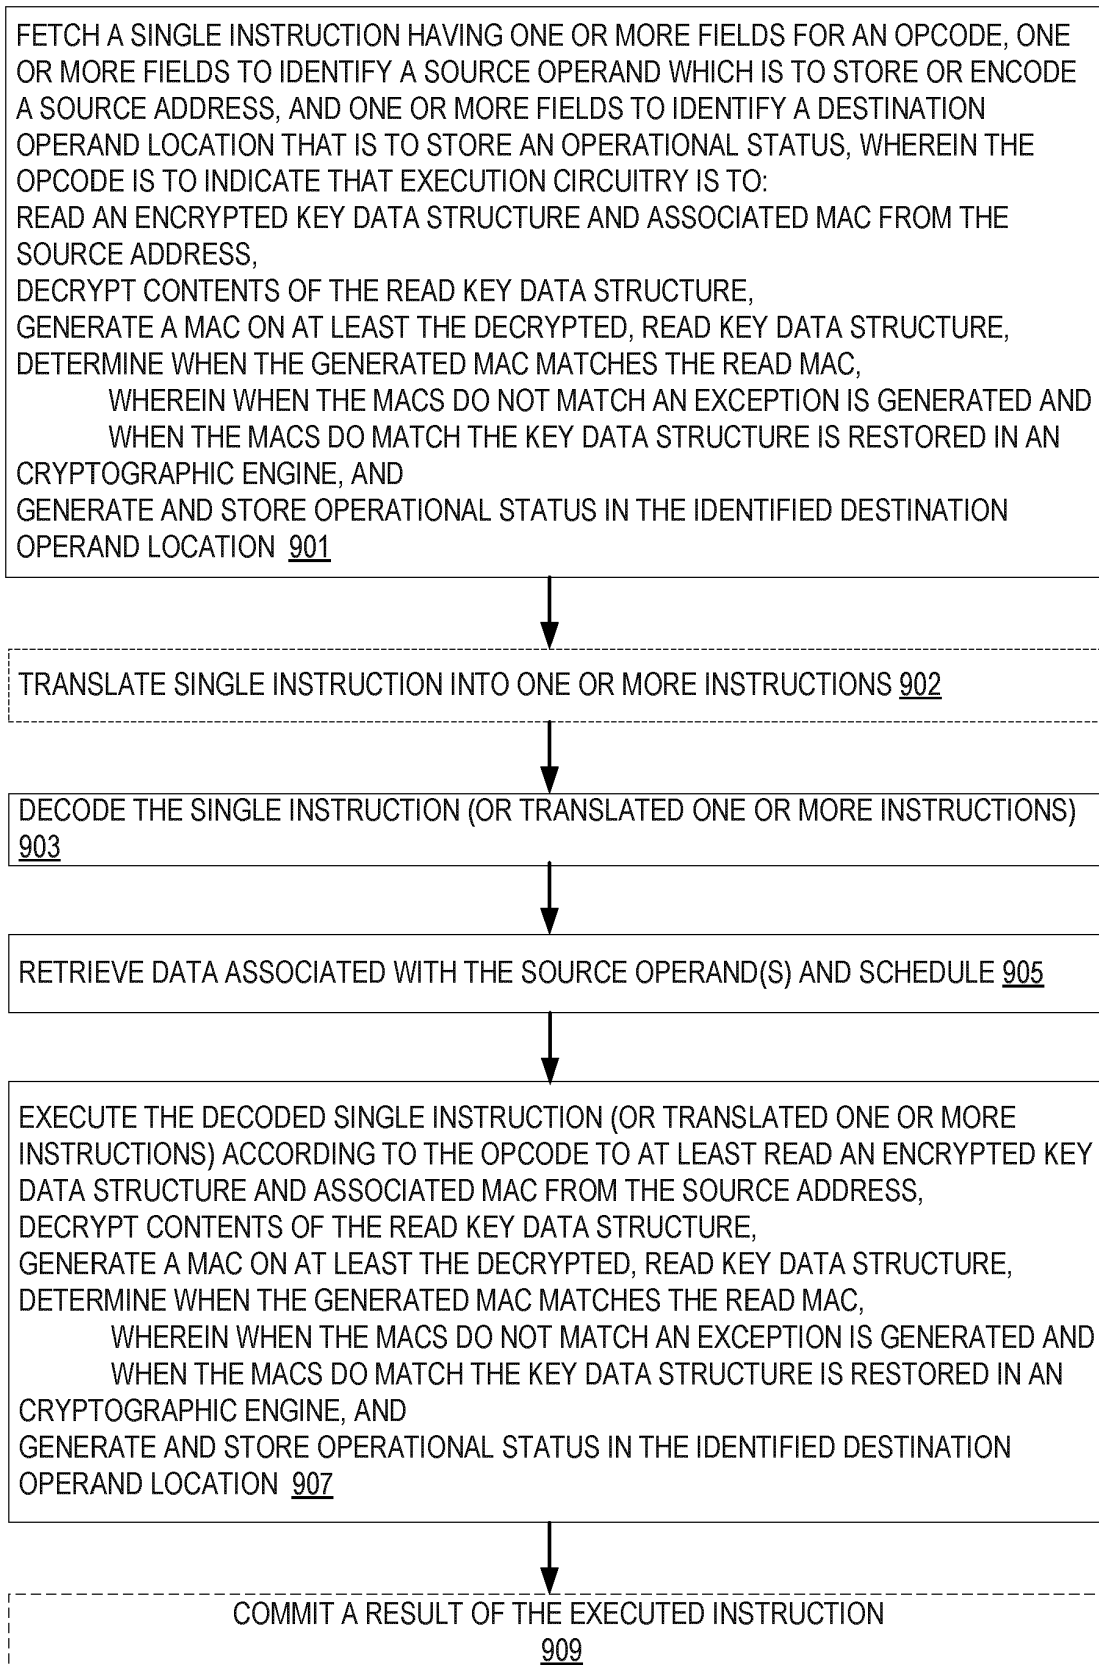 FETCH A SINGLE INSTRUCTION HAVING ONE OR MORE FIELDS FOR AN OPCODE, ONE
OR MORE FIELDS TO IDENTIFY A SOURCE OPERAND WHICH IS TO STORE OR ENCODE
A SOURCE ADDRESS, AND ONE OR MORE FIELDS TO IDENTIFY A DESTINATION
OPERAND LOCATION THAT IS TO STORE AN OPERATIONAL STATUS, WHEREIN THE
OPCODE IS TO INDICATE THAT EXECUTION CIRCUITRY IS TO:
READ AN ENCRYPTED KEY DATA STRUCTURE AND ASSOCIATED MAC FROM THE
SOURCE ADDRESS,
DECRYPT CONTENTS OF THE READ KEY DATA STRUCTURE,
GENERATE A MAC ON AT LEAST THE DECRYPTED, READ KEY DATA STRUCTURE,
DETERMINE WHEN THE GENERATED MAC MATCHES THE READ MAC,
WHEREIN WHEN THE MACS DO NOT MATCH AN EXCEPTION IS GENERATED AND
WHEN THE MACS DO MATCH THE KEY DATA STRUCTURE IS RESTORED IN AN
CRYPTOGRAPHIC ENGINE, AND
GENERATE AND STORE OPERATIONAL STATUS IN THE IDENTIFIED DESTINATION
OPERAND LOCATION 901
TRANSLATE SINGLE INSTRUCTION INTO ONE OR MORE INSTRUCTIONS 902
DECODE THE SINGLE INSTRUCTION (OR TRANSLATED ONE OR MORE INSTRUCTIONS)
903
RETRIEVE DATA ASSOCIATED WITH THE SOURCE OPERAND(S) AND SCHEDULE 905
EXECUTE THE DECODED SINGLE INSTRUCTION (OR TRANSLATED ONE OR MORE
INSTRUCTIONS) ACCORDING TO THE OPCODE TO AT LEAST READ AN ENCRYPTED KEY
DATA STRUCTURE AND ASSOCIATED MAC FROM THE SOURCE ADDRESS,
DECRYPT CONTENTS OF THE READ KEY DATA STRUCTURE,
GENERATE A MAC ON AT LEAST THE DECRYPTED, READ KEY DATA STRUCTURE,
DETERMINE WHEN THE GENERATED MAC MATCHES THE READ MAC,
WHEREIN WHEN THE MACS DO NOT MATCH AN EXCEPTION IS GENERATED AND
WHEN THE MACS DO MATCH THE KEY DATA STRUCTURE IS RESTORED IN AN
CRYPTOGRAPHIC ENGINE, AND
GENERATE AND STORE OPERATIONAL STATUS IN THE IDENTIFIED DESTINATION
OPERAND LOCATION 907
COMMIT A RESULT OF THE EXECUTED INSTRUCTION
909